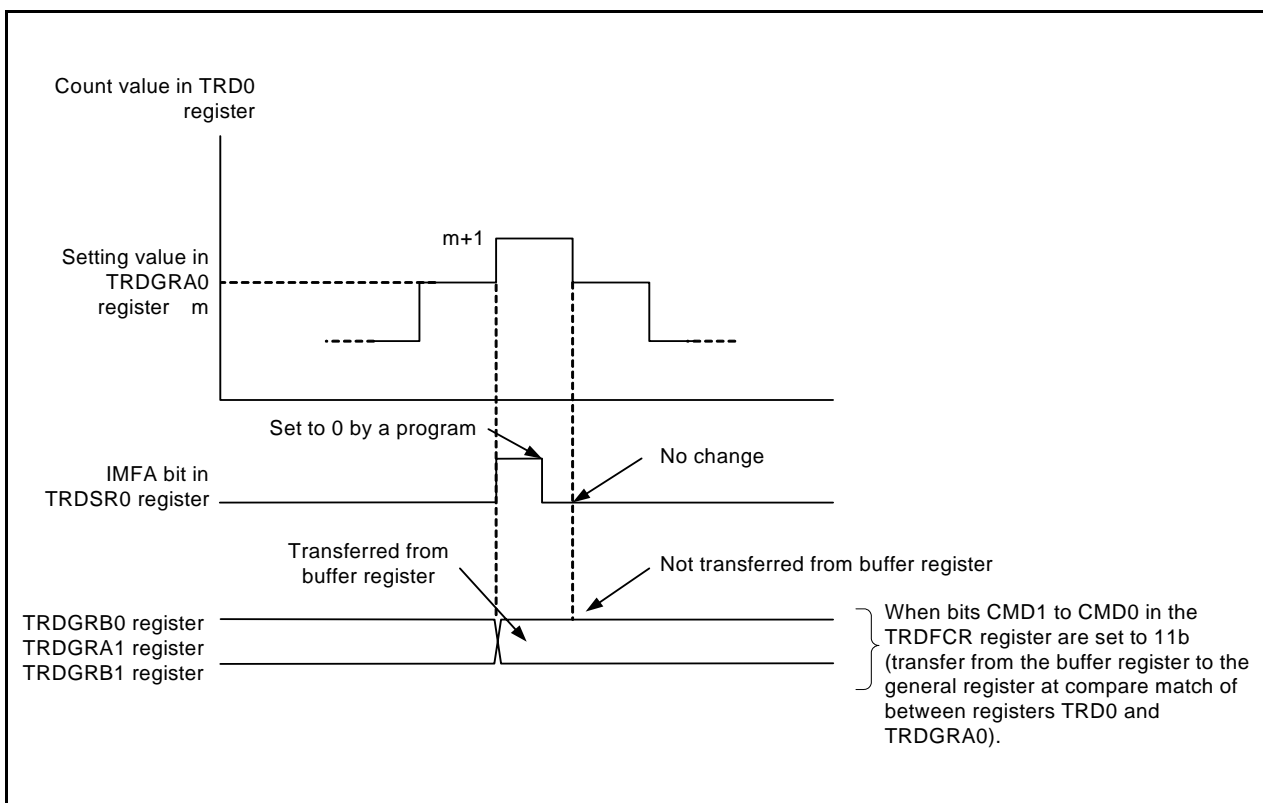 Count value in TRD0
register
m+1
Setting value in
TRDGRA0
register m
Set to 0 by a program
No change
IMFA bit in
TRDSR0 register
Transferred from
buffer register
Not transferred from buffer register
TRDGRB0 register
TRDGRA1 register
TRDGRB1 register
When bits CMD1 to CMD0 in the
TRDFCR register are set to 11b
(transfer from the buffer register to the
general register at compare match of
between registers TRD0 and
TRDGRA0).